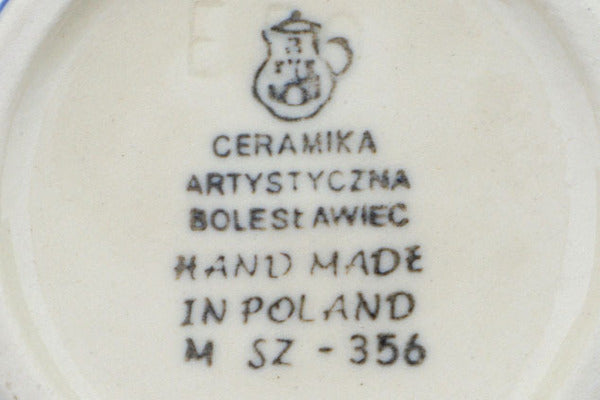 CERAMIKA
ARTYSTYCZNA
BOLESŁAWIEC
HAND MADE
IN POLAND
M SZ - 356